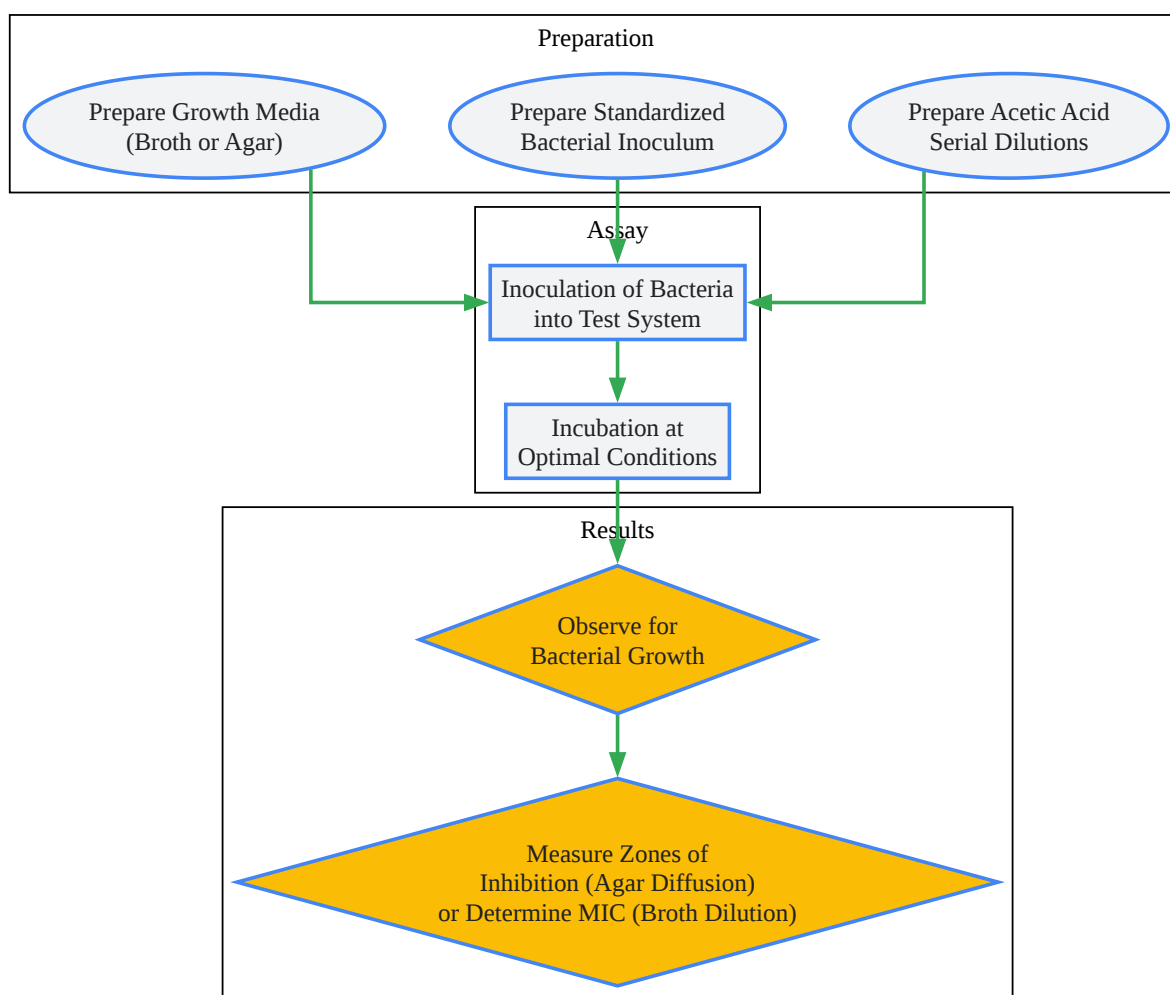 Preparation
Prepare Growth Media
(Broth or Agar)
Prepare Standardized
Bacterial Inoculum
Prepare Acetic Acid
Serial Dilutions
Assay
Inoculation of Bacteria
into Test System
Incubation at
Optimal Conditions
Results
Observe for
Bacterial Growth
Measure Zones of
Inhibition (Agar Diffusion)
or Determine MIC (Broth Dilution)